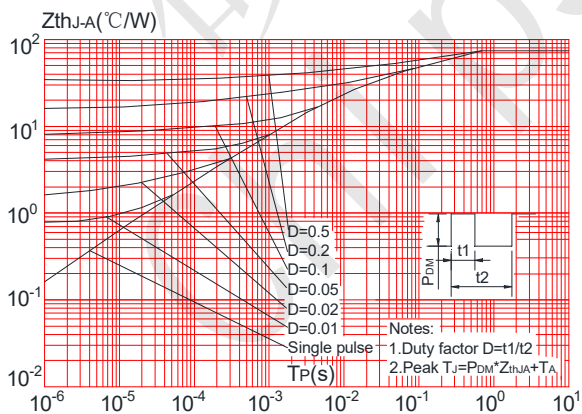 ZthJ-A(℃/W)
10²
10¹
10⁰
10⁻¹
10⁻²
D=0.5
D=0.2
D=0.1
D=0.05
D=0.02
D=0.01
Single pulse
TP(s)
PDM
t1
t2
Notes:
1.Duty factor D=t1/t2
2.Peak TJ=PDM*ZthJA+TA
10⁻⁶ 10⁻⁵ 10⁻⁴ 10⁻³ 10⁻² 10⁻¹ 10⁰ 10¹